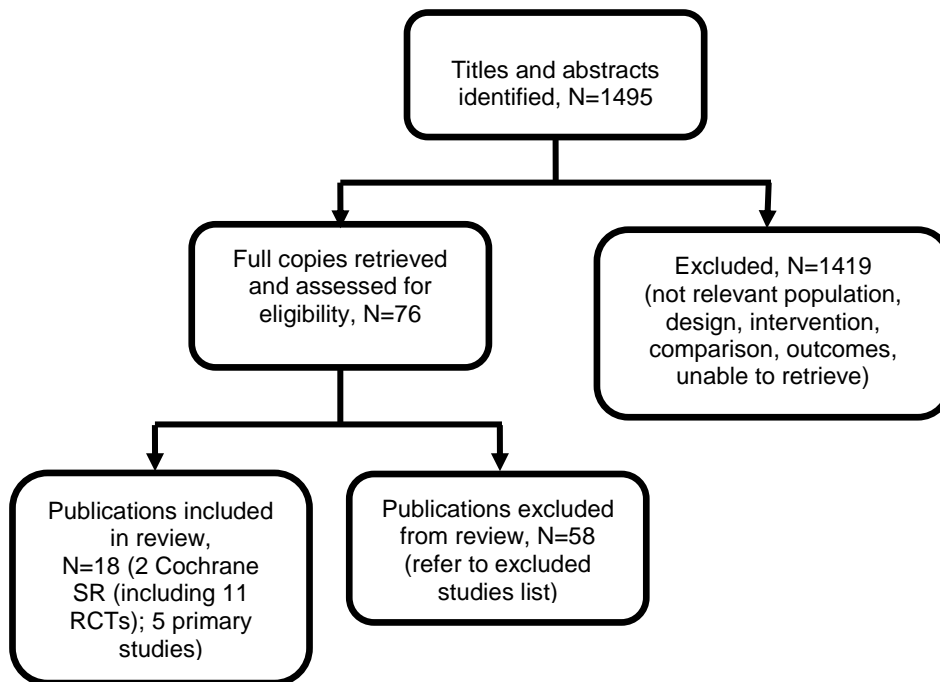 Titles and abstracts
identified, N=1495
Full copies retrieved
and assessed for
eligibility, N=76
Excluded, N=1419
(not relevant population,
design, intervention,
comparison, outcomes,
unable to retrieve)
Publications included
in review,
N=18 (2 Cochrane
SR (including 11
RCTs); 5 primary
studies)
Publications excluded
from review, N=58
(refer to excluded
studies list)